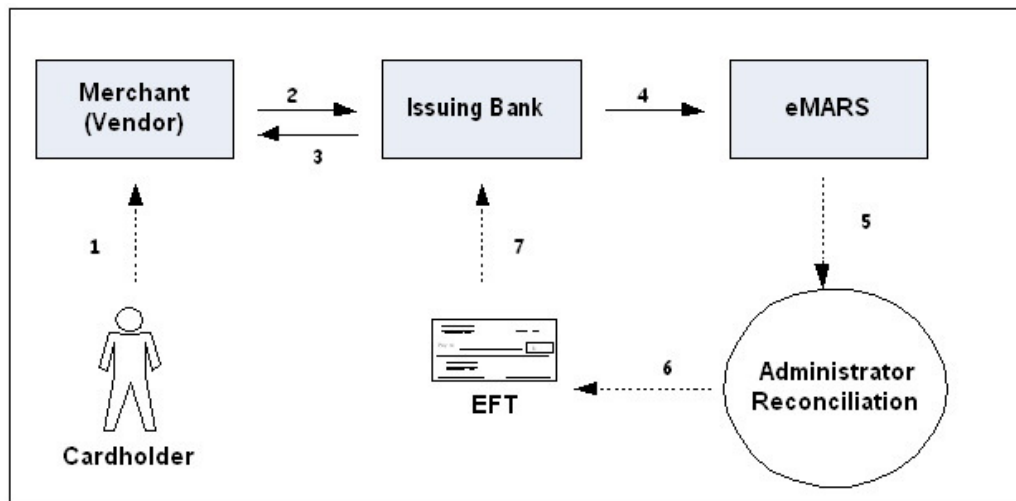 Merchant
(Vendor)
2
3
Issuing Bank
4
eMARS
1
7
5
Cardholder
EFT
6
Administrator
Reconciliation